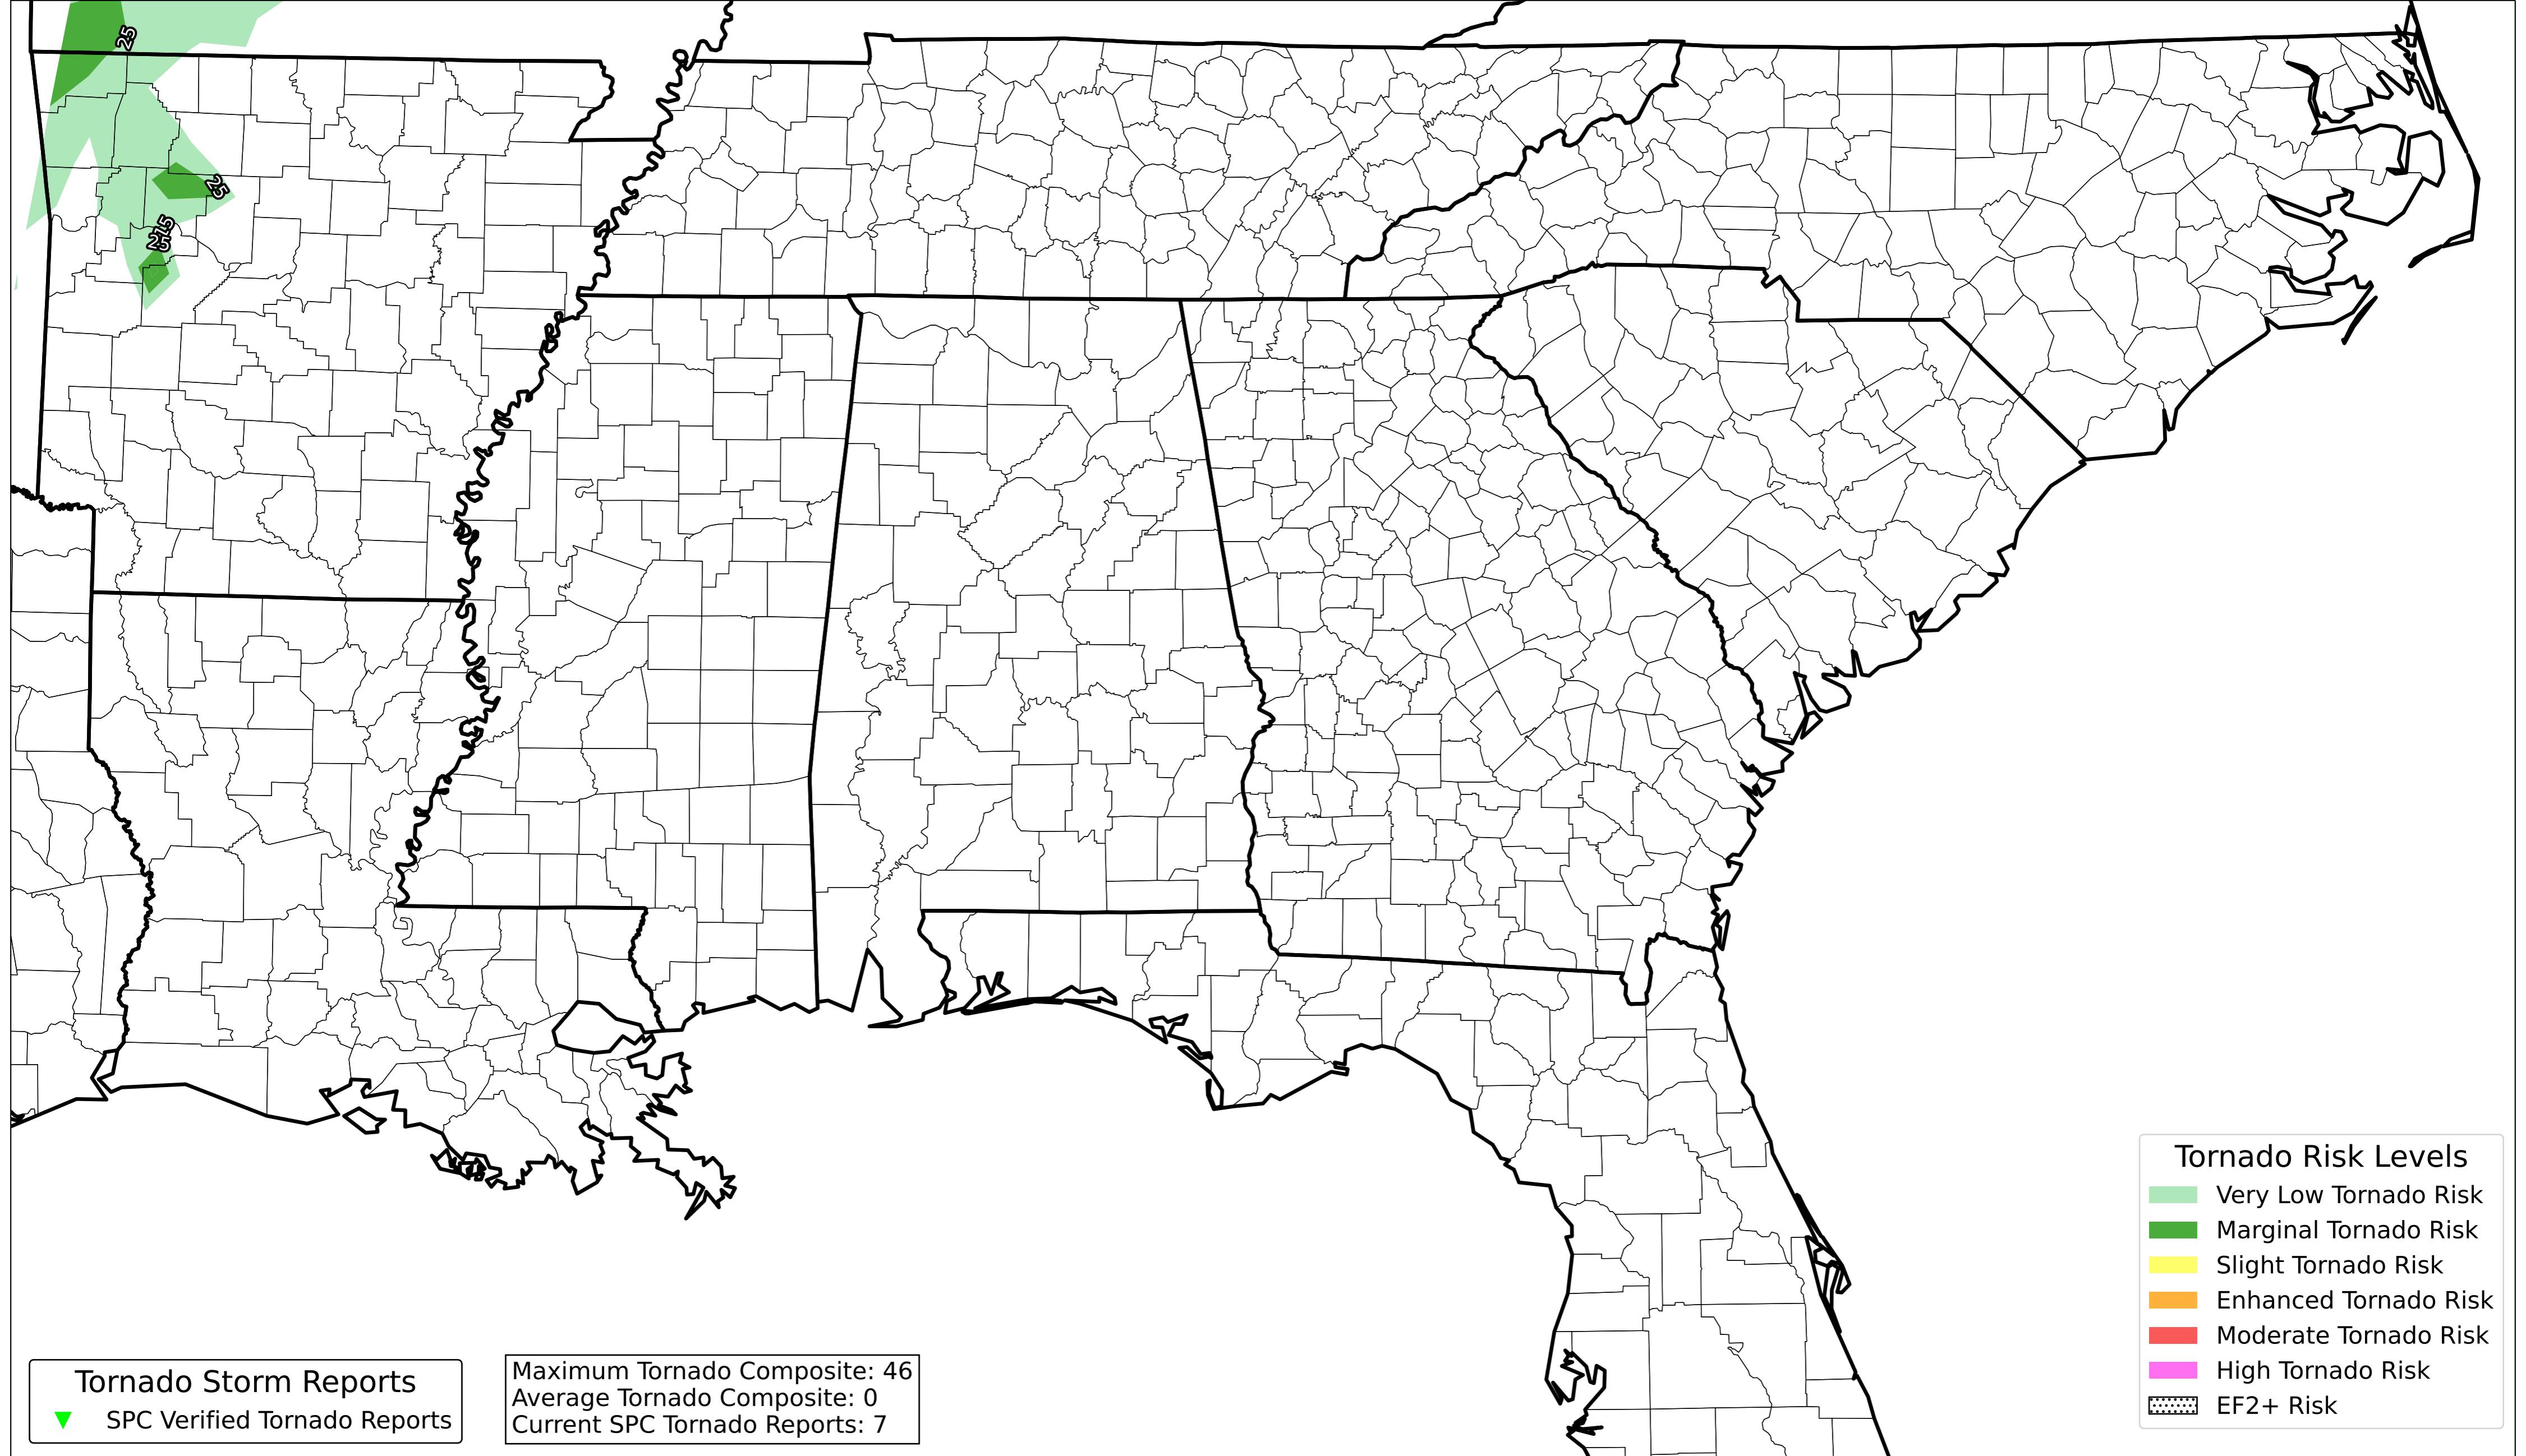 25
25
15
Tornado Risk Levels
Very Low Tornado Risk
Marginal Tornado Risk
Slight Tornado Risk
Enhanced Tornado Risk
Moderate Tornado Risk
High Tornado Risk
EF2+ Risk
Tornado Storm Reports
SPC Verified Tornado Reports
Maximum Tornado Composite: 46
Average Tornado Composite: 0
Current SPC Tornado Reports: 7